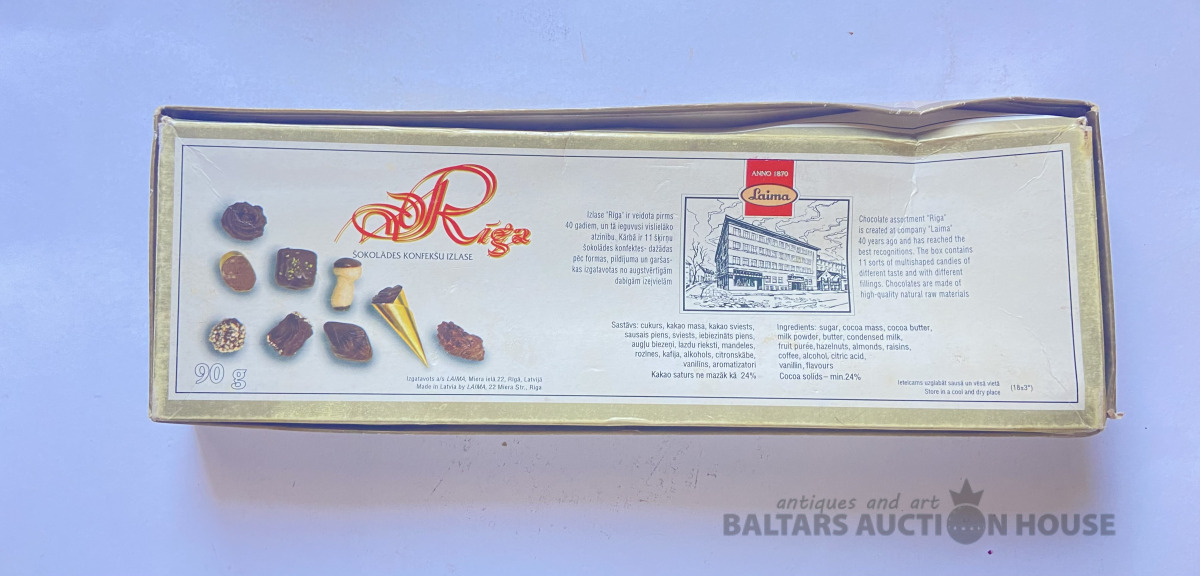 Rīga
ŠOKOLĀDES KONFEKŠU IZLASE
90 g
Izgatavots a/s LAIMA, Miera ielā 22, Rīgā, Latvijā
Made in Latvia by LAIMA, 22 Miera Str., Riga
Izlase "Rīga" ir veidota pirms
40 gadiem, un tā ieguvusi vislielāko
atzinību. Kārbā ir 11 šķirņu
šokolādes konfektes- dažādas
pēc formas, pildījuma un garšas-
kas izgatavotas no augstvērtīgām
dabīgām izejvielām
ANNO 1870
Laima
Chocolate assortment "Riga"
is created at company "Laima"
40 years ago and has reached the
best recognitions. The box contains
11 sorts of multishaped candies of
different taste and with different
fillings. Chocolates are made of
high-quality natural raw materials
Sastāvs: cukurs, kakao masa, kakao sviests,
sausais piens, sviests, iebiezināts piens,
augļu biezeņi, lazdu rieksti, mandeles,
rozīnes, kafija, alkohols, citronskābe,
vanilīns, aromatizatori
Kakao saturs ne mazāk kā 24%
Ingredients: sugar, cocoa mass, cocoa butter,
milk powder, butter, condensed milk,
fruit purée, hazelnuts, almonds, raisins,
coffee, alcohol, citric acid,
vanillin, flavours
Cocoa solids – min.24%
Ieteicams uzglabāt sausā un vēsā vietā
Store in a cool and dry place
(18±3°)
antiques and art
BALTARS AUCTION HOUSE